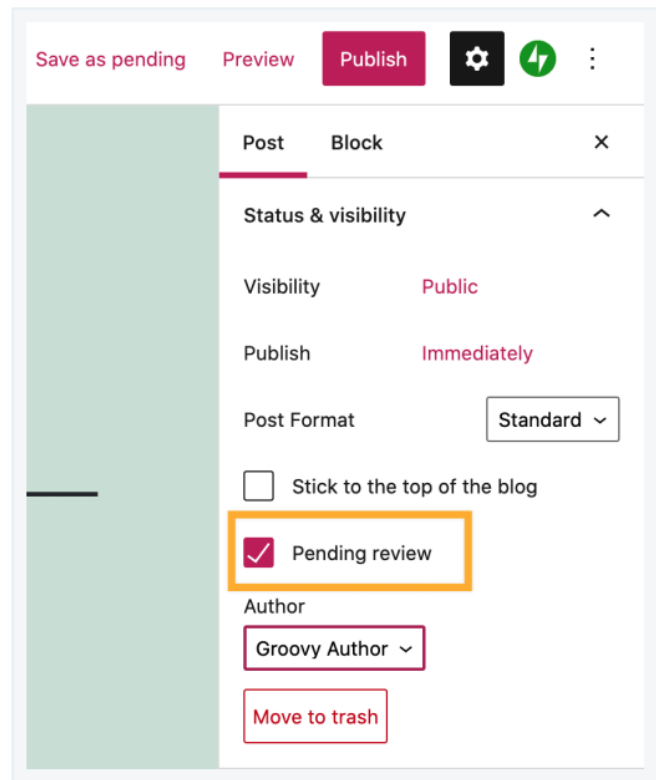 Save as pending Preview Publish
Post Block
Status & visibility
Visibility Public
Publish Immediately
Post Format Standard
Stick to the top of the blog
Pending review
Author
Groovy Author
Move to trash